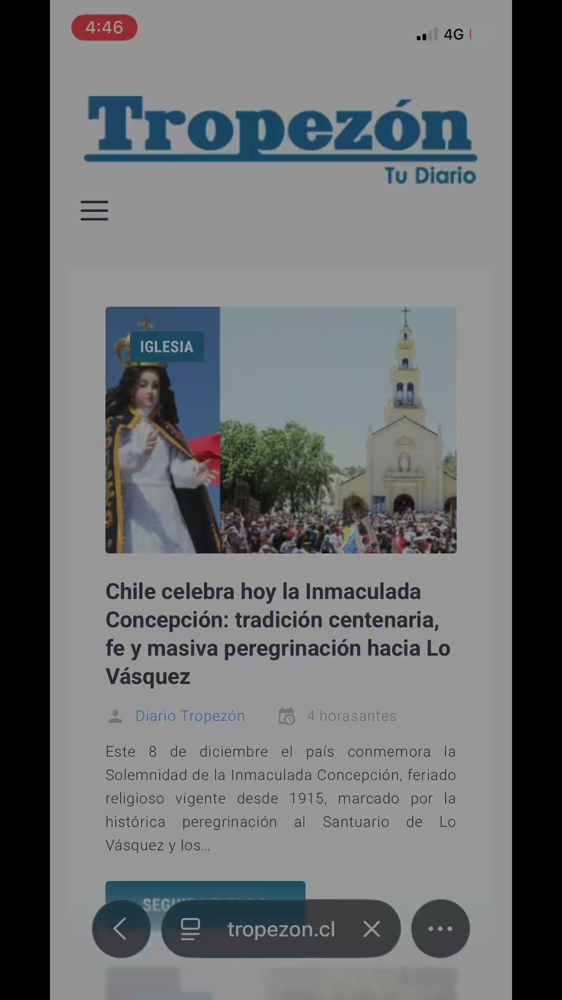 4:46
4G
Tropezón
Tu Diario
IGLESIA
Chile celebra hoy la Inmaculada
Concepción: tradición centenaria,
fe y masiva peregrinación hacia Lo
Vásquez
Diario Tropezón
4 horasantes
Este 8 de diciembre el país conmemora la
Solemnidad de la Inmaculada Concepción, feriado
religioso vigente desde 1915, marcado por la
histórica peregrinación al Santuario de Lo
Vásquez y los...
tropezon.cl